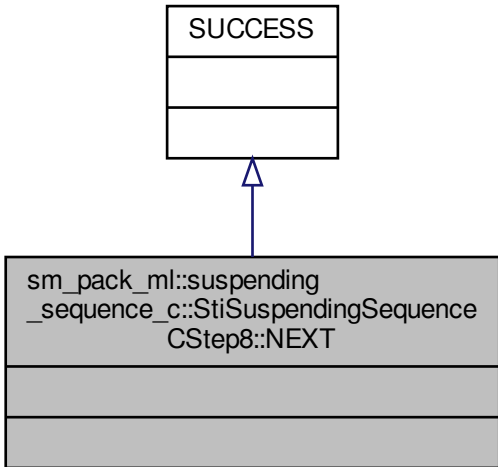 SUCCESS
sm_pack_ml::suspending
_sequence_c::StiSuspendingSequence
CStep8::NEXT